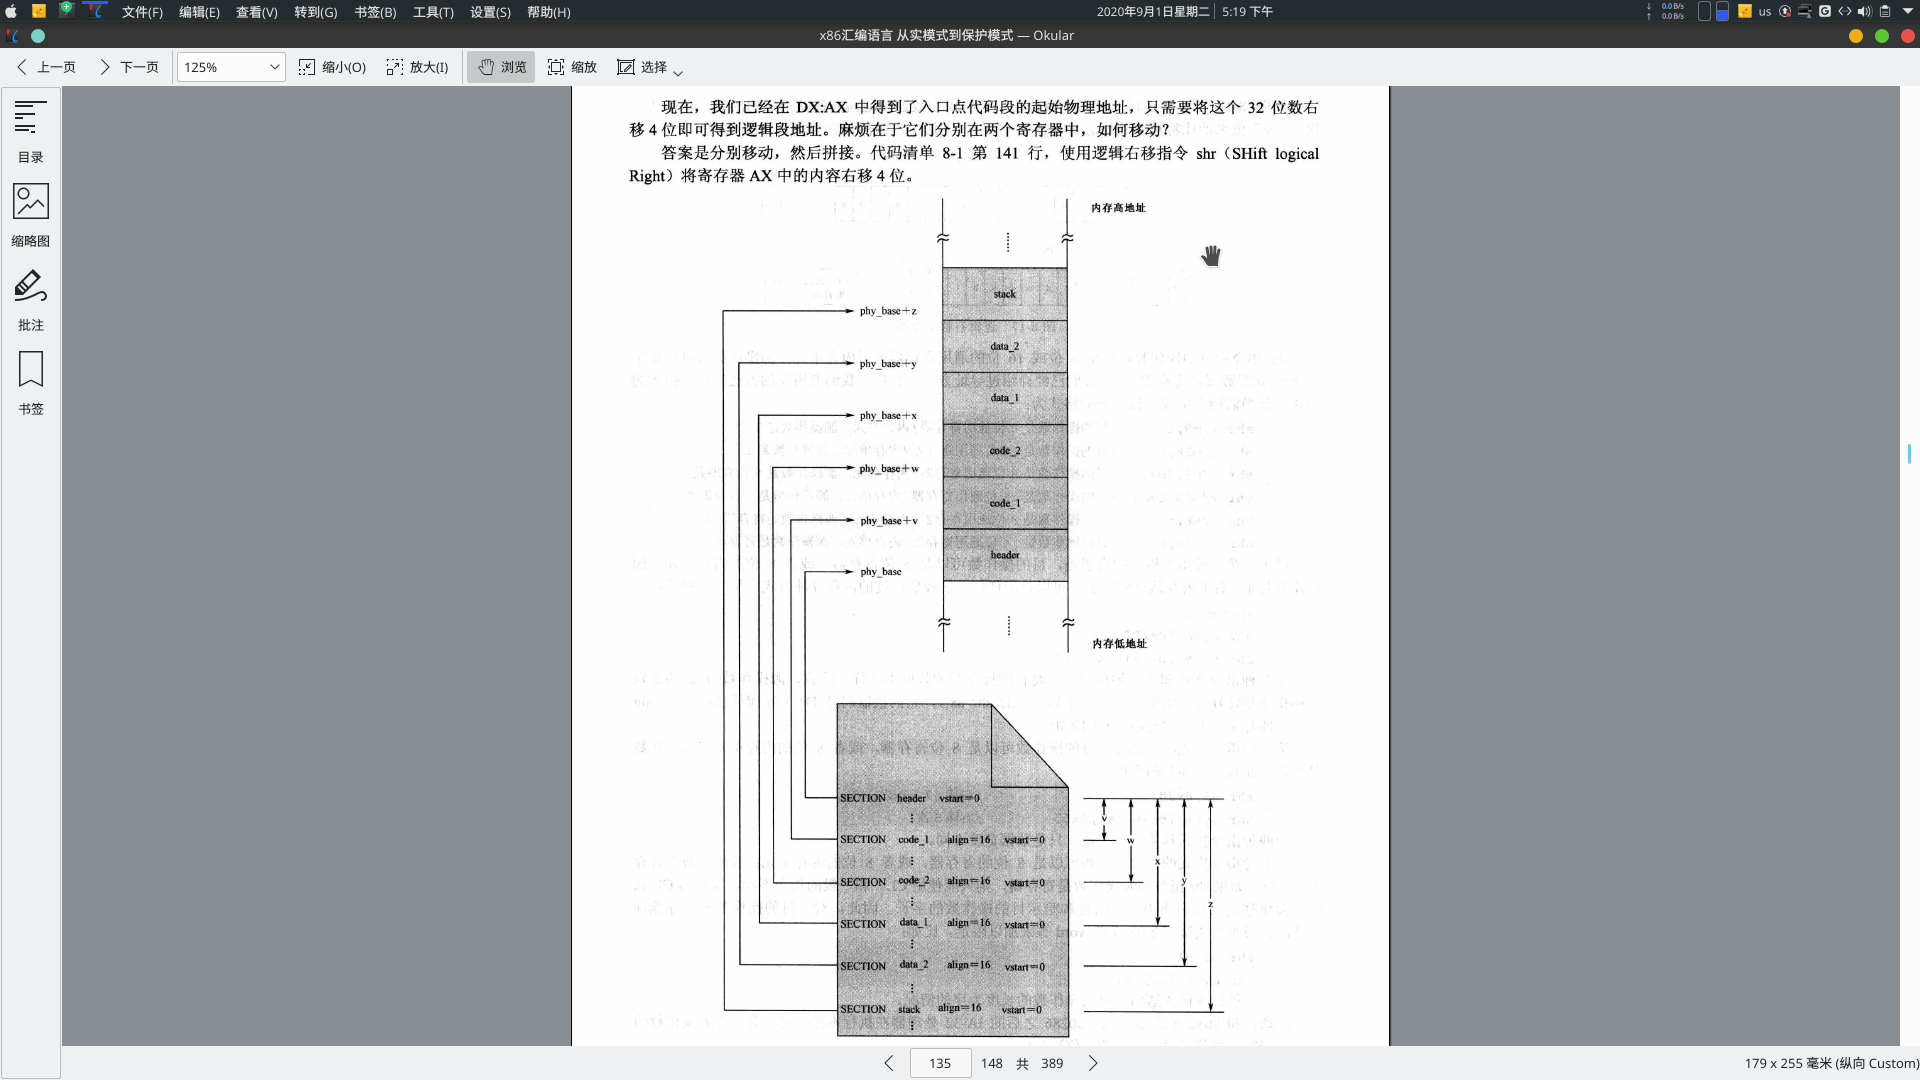 文件(F) 编辑(E) 查看(V) 转到(G) 书签(B) 工具(T) 设置(S) 帮助(H)
2020年9月1日星期二 5:19 下午
0.0 B/s
0.0 B/s
us
x86汇编语言 从实模式到保护模式 — Okular
上一页 下一页 125% 缩小(O) 放大(I) 浏览 缩放 选择
目录
缩略图
批注
书签
现在，我们已经在 DX:AX 中得到了入口点代码段的起始物理地址，只需要将这个 32 位数右
移 4 位即可得到逻辑段地址。麻烦在于它们分别在两个寄存器中，如何移动？
答案是分别移动，然后拼接。代码清单 8-1 第 141 行，使用逻辑右移指令 shr（SHift logical
Right）将寄存器 AX 中的内容右移 4 位。
内存高地址
stack
phy_base+z
data_2
phy_base+y
data_1
phy_base+x
code_2
phy_base+w
code_1
phy_base+v
header
phy_base
内存低地址
SECTION header vstart=0
SECTION code_1 align=16 vstart=0
SECTION code_2 align=16 vstart=0
SECTION data_1 align=16 vstart=0
SECTION data_2 align=16 vstart=0
SECTION stack align=16 vstart=0
v
w
x
y
z
135 148 共 389
179 x 255 毫米 (纵向 Custom)